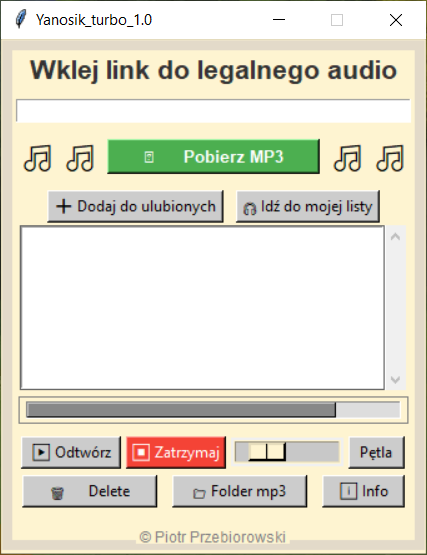 Yanosik_turbo_1.0
Wklej link do legalnego audio
Pobierz MP3
Dodaj do ulubionych
Idź do mojej listy
Odtwórz
Zatrzymaj
Pętla
Delete
Folder mp3
Info
© Piotr Przebiorowski